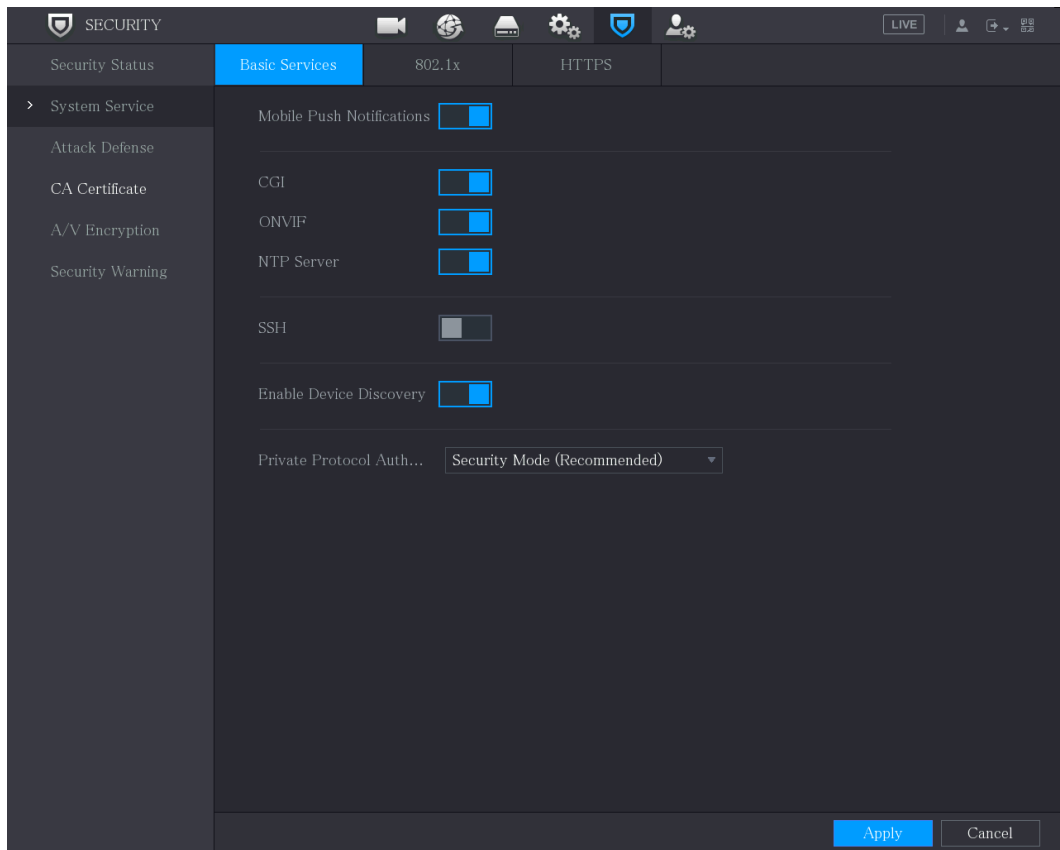 SECURITY
LIVE
Security Status
Basic Services
802.1x
HTTPS
System Service
Mobile Push Notifications
Attack Defense
CA Certificate
CGI
A/V Encryption
ONVIF
Security Warning
NTP Server
SSH
Enable Device Discovery
Private Protocol Auth...
Security Mode (Recommended)
Apply
Cancel